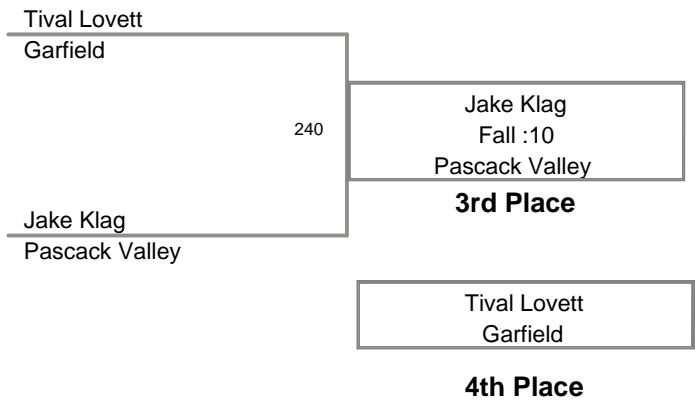 Tival Lovett
Garfield
240
Jake Klag
Fall :10
Pascack Valley
3rd Place
Jake Klag
Pascack Valley
Tival Lovett
Garfield
4th Place